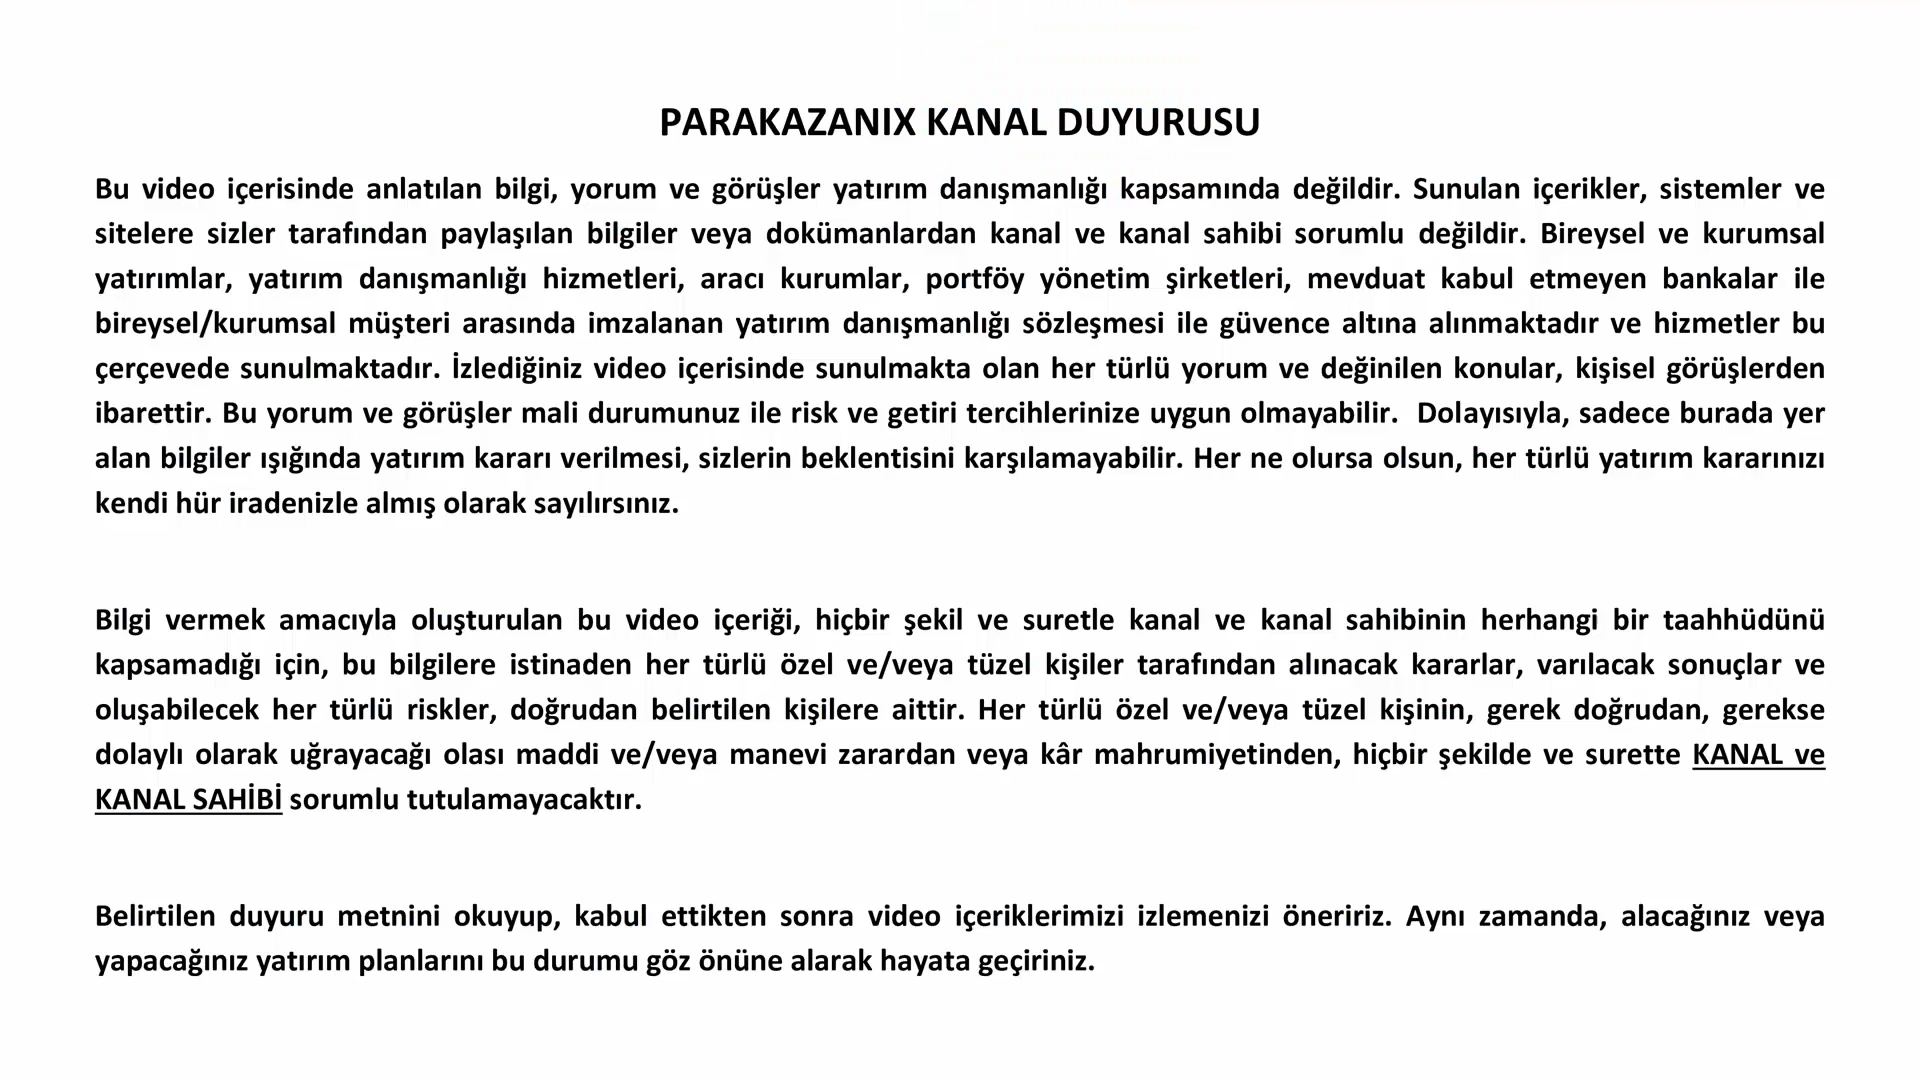 PARAKAZANIX KANAL DUYURUSU
Bu video içerisinde anlatılan bilgi, yorum ve görüşler yatırım danışmanlığı kapsamında değildir. Sunulan içerikler, sistemler ve
sitelere sizler tarafından paylaşılan bilgiler veya dokümanlardan kanal ve kanal sahibi sorumlu değildir. Bireysel ve kurumsal
yatırımlar, yatırım danışmanlığı hizmetleri, aracı kurumlar, portföy yönetim şirketleri, mevduat kabul etmeyen bankalar ile
bireysel/kurumsal müşteri arasında imzalanan yatırım danışmanlığı sözleşmesi ile güvence altına alınmaktadır ve hizmetler bu
çerçevede sunulmaktadır. İzlediğiniz video içerisinde sunulmakta olan her türlü yorum ve değinilen konular, kişisel görüşlerden
ibarettir. Bu yorum ve görüşler mali durumunuz ile risk ve getiri tercihlerinize uygun olmayabilir. Dolayısıyla, sadece burada yer
alan bilgiler ışığında yatırım kararı verilmesi, sizlerin beklentisini karşılamayabilir. Her ne olursa olsun, her türlü yatırım kararınızı
kendi hür iradenizle almış olarak sayılırsınız.
Bilgi vermek amacıyla oluşturulan bu video içeriği, hiçbir şekil ve suretle kanal ve kanal sahibinin herhangi bir taahhüdünü
kapsamadığı için, bu bilgilere istinaden her türlü özel ve/veya tüzel kişiler tarafından alınacak kararlar, varılacak sonuçlar ve
oluşabilecek her türlü riskler, doğrudan belirtilen kişilere aittir. Her türlü özel ve/veya tüzel kişinin, gerek doğrudan, gerekse
dolaylı olarak uğrayacağı olası maddi ve/veya manevi zarardan veya kâr mahrumiyetinden, hiçbir şekilde ve surette KANAL ve
KANAL SAHİBİ sorumlu tutulamayacaktır.
Belirtilen duyuru metnini okuyup, kabul ettikten sonra video içeriklerimizi izlemenizi öneririz. Aynı zamanda, alacağınız veya
yapacağınız yatırım planlarını bu durumu göz önüne alarak hayata geçiriniz.